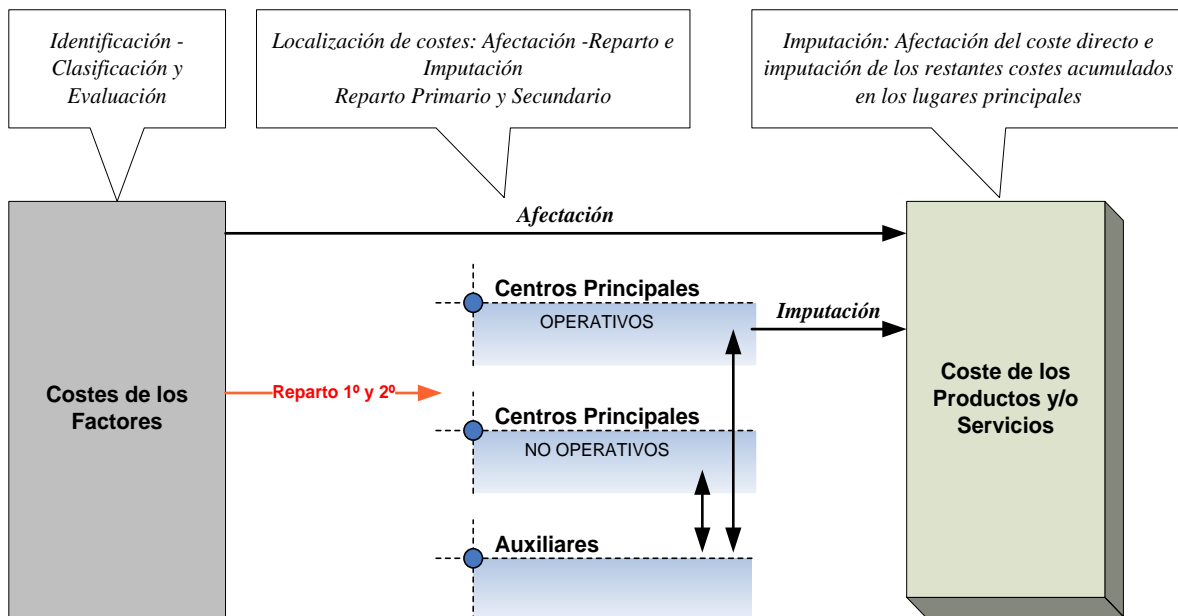 Identificación -
Clasificación y
Evaluación
Localización de costes: Afectación -Reparto e
Imputación
Reparto Primario y Secundario
Imputación: Afectación del coste directo e
imputación de los restantes costes acumulados
en los lugares principales
Afectación
Centros Principales
OPERATIVOS
Imputación
Costes de los
Factores
Reparto 1º y 2º
Centros Principales
NO OPERATIVOS
Coste de los
Productos y/o
Servicios
Auxiliares